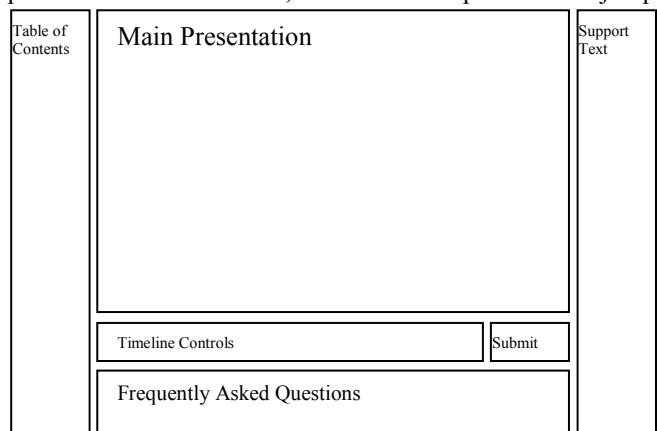 Table of
Contents
Main Presentation
Support
Text
Timeline Controls
Submit
Frequently Asked Questions